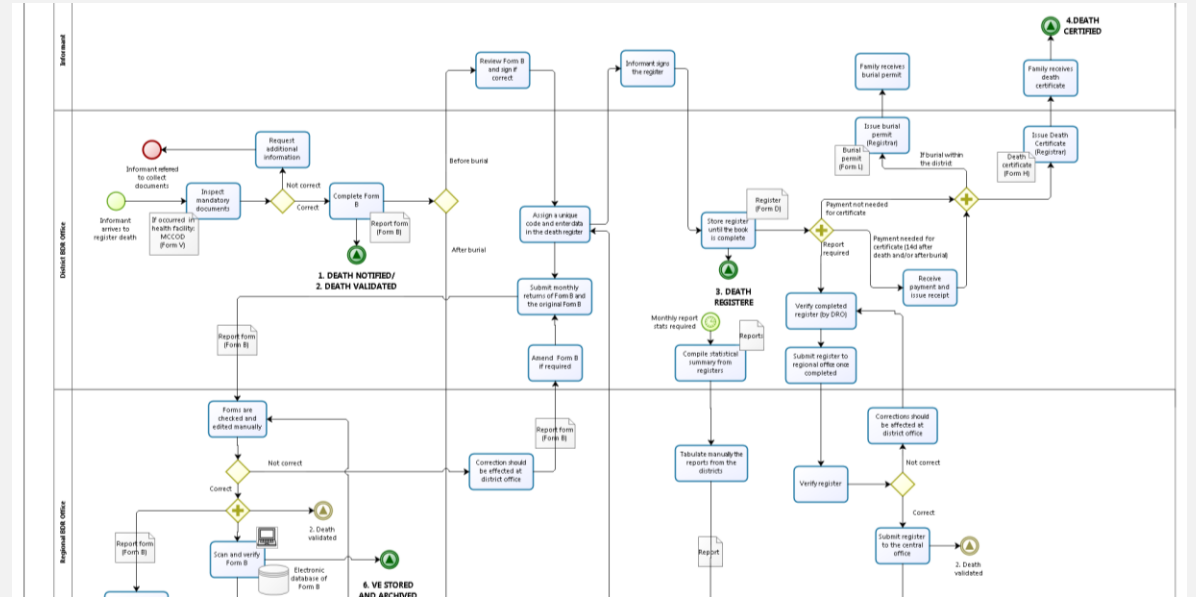 Informant
Review Form B
and sign if
correct
Informant signs
the register
Family receives
burial permit
4.DEATH
CERTIFIED
Family receives
death
certificate
District BDR Office
Informant referred
to collect
documents
Request
additional
information
Not correct
Informant
arrives to
register death
Inspect
mandatory
documents
If occurred in
health facility:
MCCOD
(Form V)
Correct
Complete Form
B
Report form
(Form B)
1. DEATH NOTIFIED/
2. DEATH VALIDATED
Before burial
After burial
Assign a unique
code and enter data
in the death register
Submit monthly
returns of Form B and
the original Form B
Amend Form B
if required
Report form
(Form B)
Store register
until the book
is complete
Register
(Form D)
3. DEATH
REGISTERE
Monthly report
stats required
Reports
Compile statistical
summary from
registers
Payment not needed
for certificate
Report
required
Payment needed for
certificate (14d after
death and/or after burial)
Receive
payment and
issue receipt
If burial within
the district
Issue burial
permit
(Registrar)
Burial
permit
(Form L)
Issue Death
Certificate
(Registrar)
Death
certificate
(Form H)
Verify completed
register (by DRO)
Submit register to
regional office once
completed
Regional BDR Office
Forms are
checked and
edited manually
Not correct
Correct
2. Death
validated
Report form
(Form B)
Scan and verify
Form B
Electronic
database of
Form B
6. VE STORED
AND ARCHIVED
Correction should
be effected at
district office
Report form
(Form B)
Tabulate manually the
reports from the
districts
Report
Verify register
Corrections should
be affected at
district office
Not correct
Correct
Submit register
to the central
office
2. Death
validated